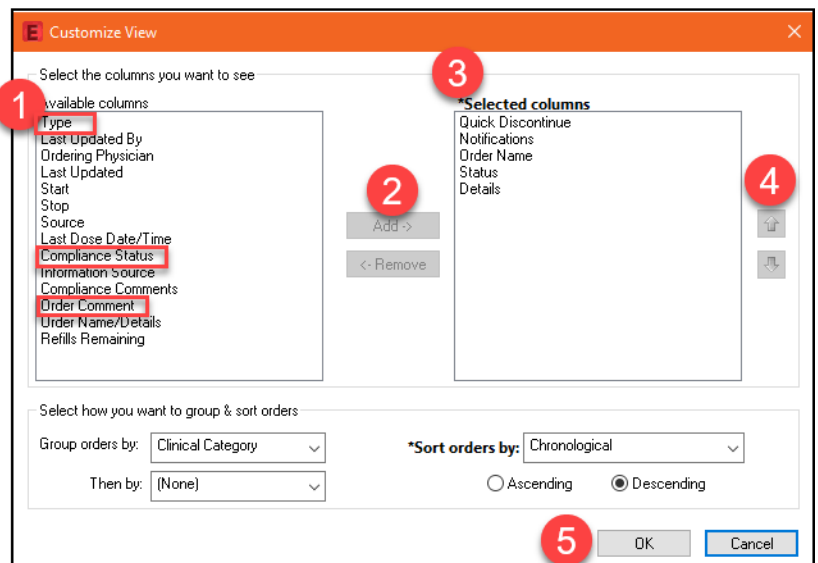 E Customize View
Select the columns you want to see
3
1
Available columns
*Selected columns
Type
Last Updated By
Ordering Physician
Last Updated
Start
Stop
Source
Last Dose Date/Time
Compliance Status
Information Source
Compliance Comments
Order Comment
Order Name/Details
Refills Remaining
2
Add ->
<- Remove
Quick Discontinue
Notifications
Order Name
Status
Details
4
Select how you want to group & sort orders
Group orders by: Clinical Category
*Sort orders by: Chronological
Then by: (None)
Ascending Descending
5
OK Cancel